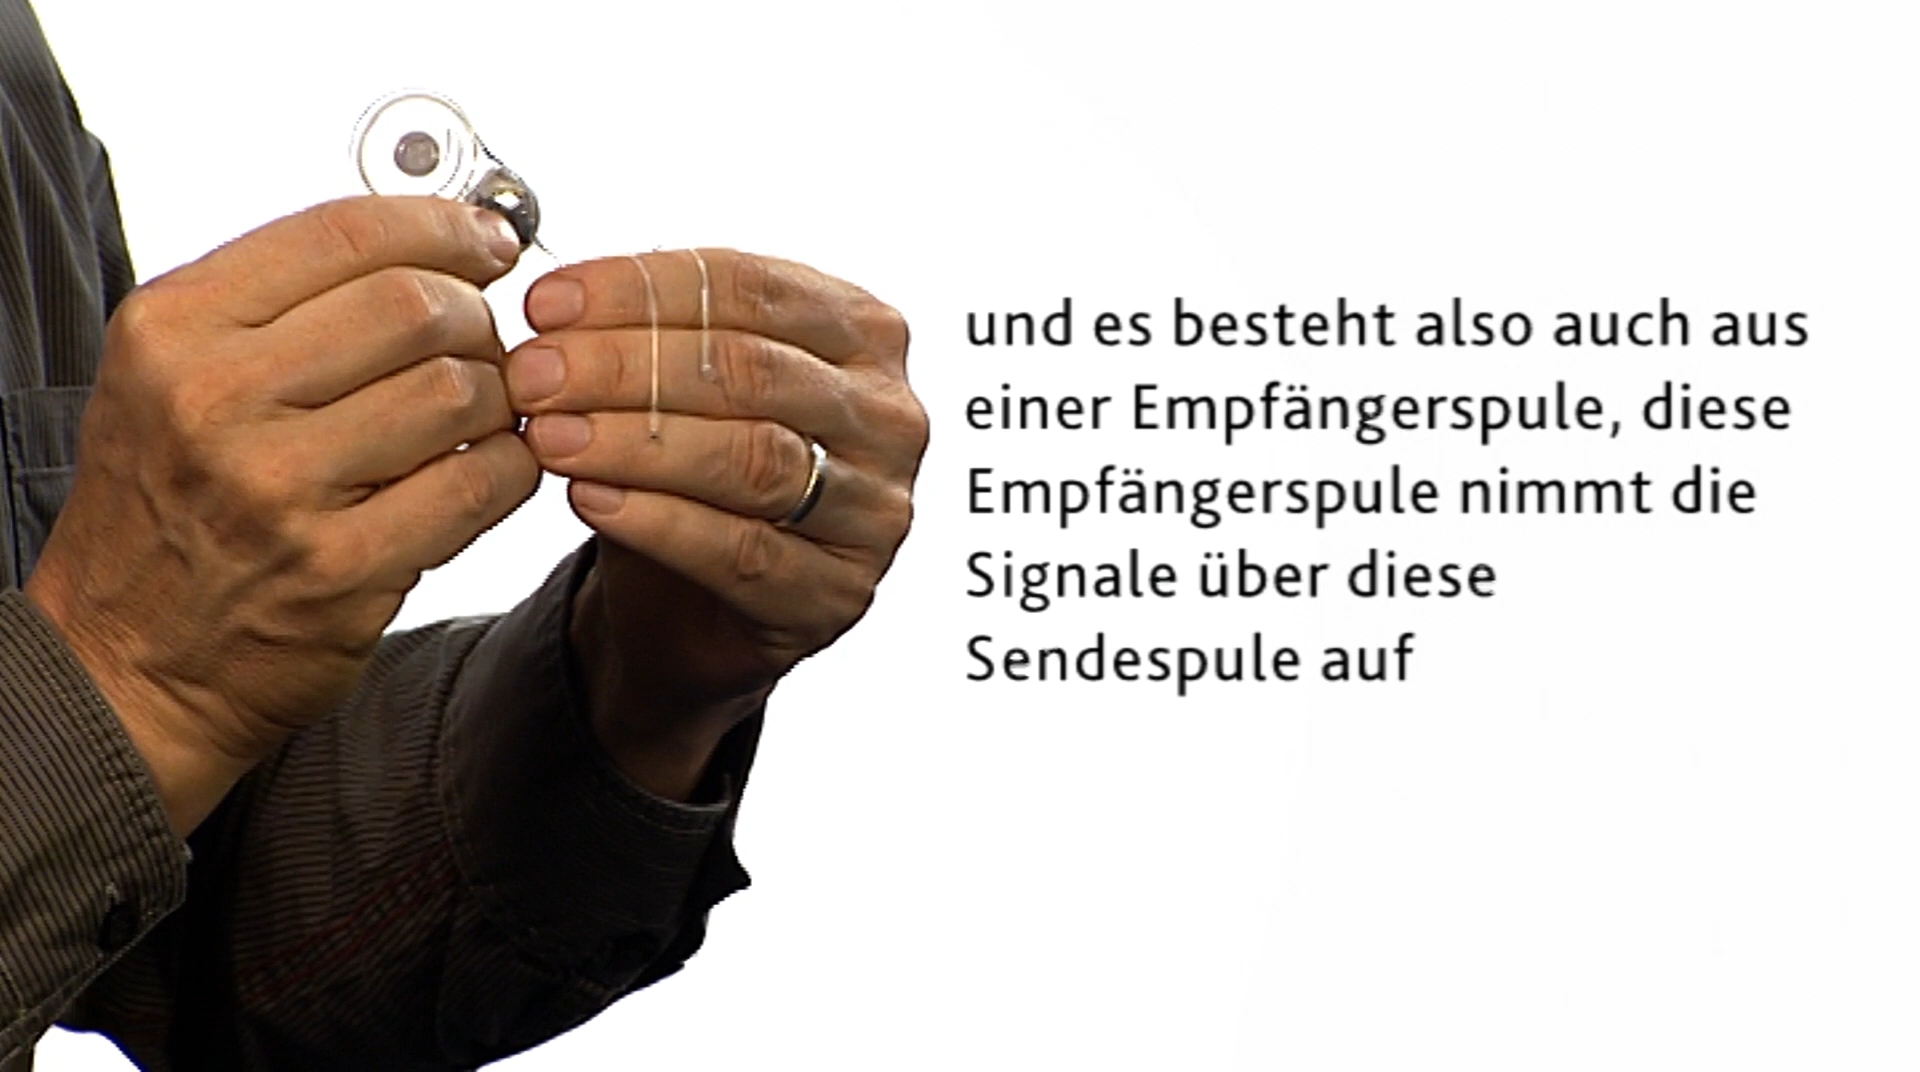 und es besteht also auch aus
einer Empfängerspule, diese
Empfängerspule nimmt die
Signale über diese
Sendespule auf